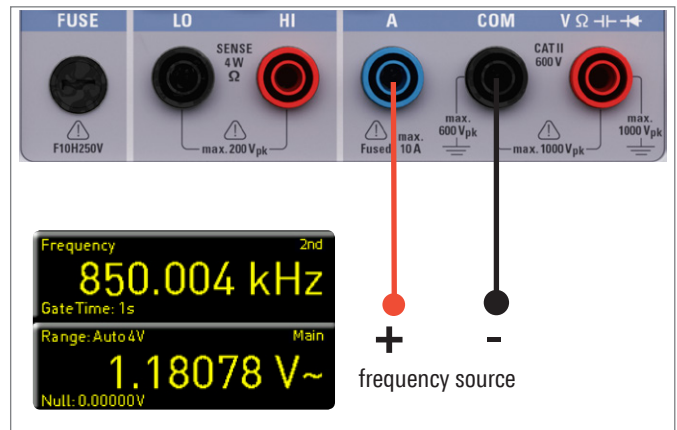 FUSE LO HI A COM V Ω ⊣⊢ ⯈⊢
SENSE
4 W
Ω
CAT II
600 V
F10H250V
max. 200 Vpk
max.
Fused 10 A
max.
600 Vpk
max. 1000 Vpk
max.
1000 Vpk
Frequency 2nd
850.004 kHz
GateTime: 1s
Range: Auto 4V Main
1.18078 V~
Null: 0.00000V
+ -
frequency source